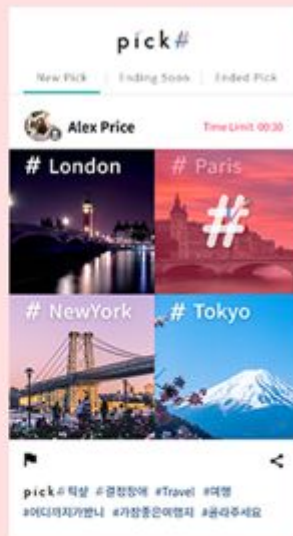 pick#
New Pick Ending Soon Ended Pick
Alex Price Time Limit 00:30
# London # Paris
#
# NewYork # Tokyo
pick# 픽샾 #결정장애 #Travel #여행
#어디까지가봤니 #가장좋은여행지 #골라주세요